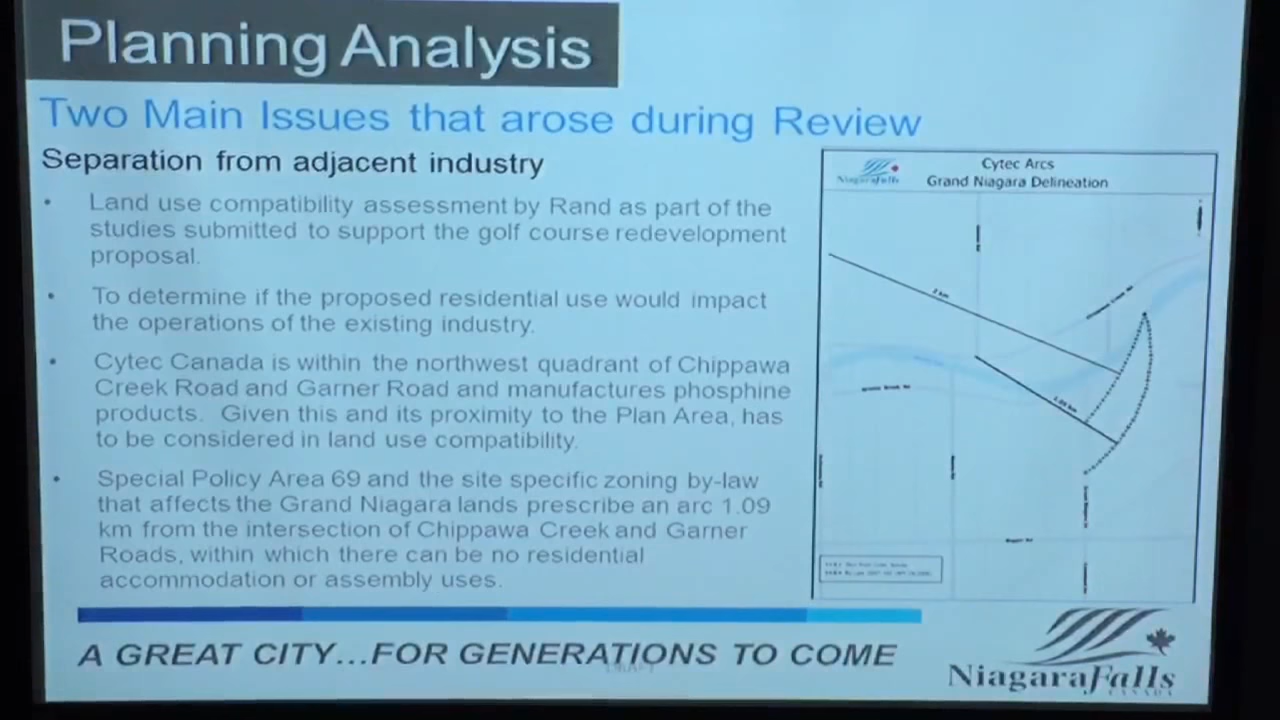 Planning Analysis
Two Main Issues that arose during Review
Separation from adjacent industry
• Land use compatibility assessment by Rand as part of the
studies submitted to support the golf course redevelopment
proposal.
• To determine if the proposed residential use would impact
the operations of the existing industry.
• Cytec Canada is within the northwest quadrant of Chippawa
Creek Road and Garner Road and manufactures phosphine
products. Given this and its proximity to the Plan Area, has
to be considered in land use compatibility.
• Special Policy Area 69 and the site specific zoning by-law
that affects the Grand Niagara lands prescribe an arc 1.09
km from the intersection of Chippawa Creek and Garner
Roads, within which there can be no residential
accommodation or assembly uses.
NiagaraFalls
Cytec Arcs
Grand Niagara Delineation
2 km
A GREAT CITY...FOR GENERATIONS TO COME
DRAFT
NiagaraFalls
CANADA